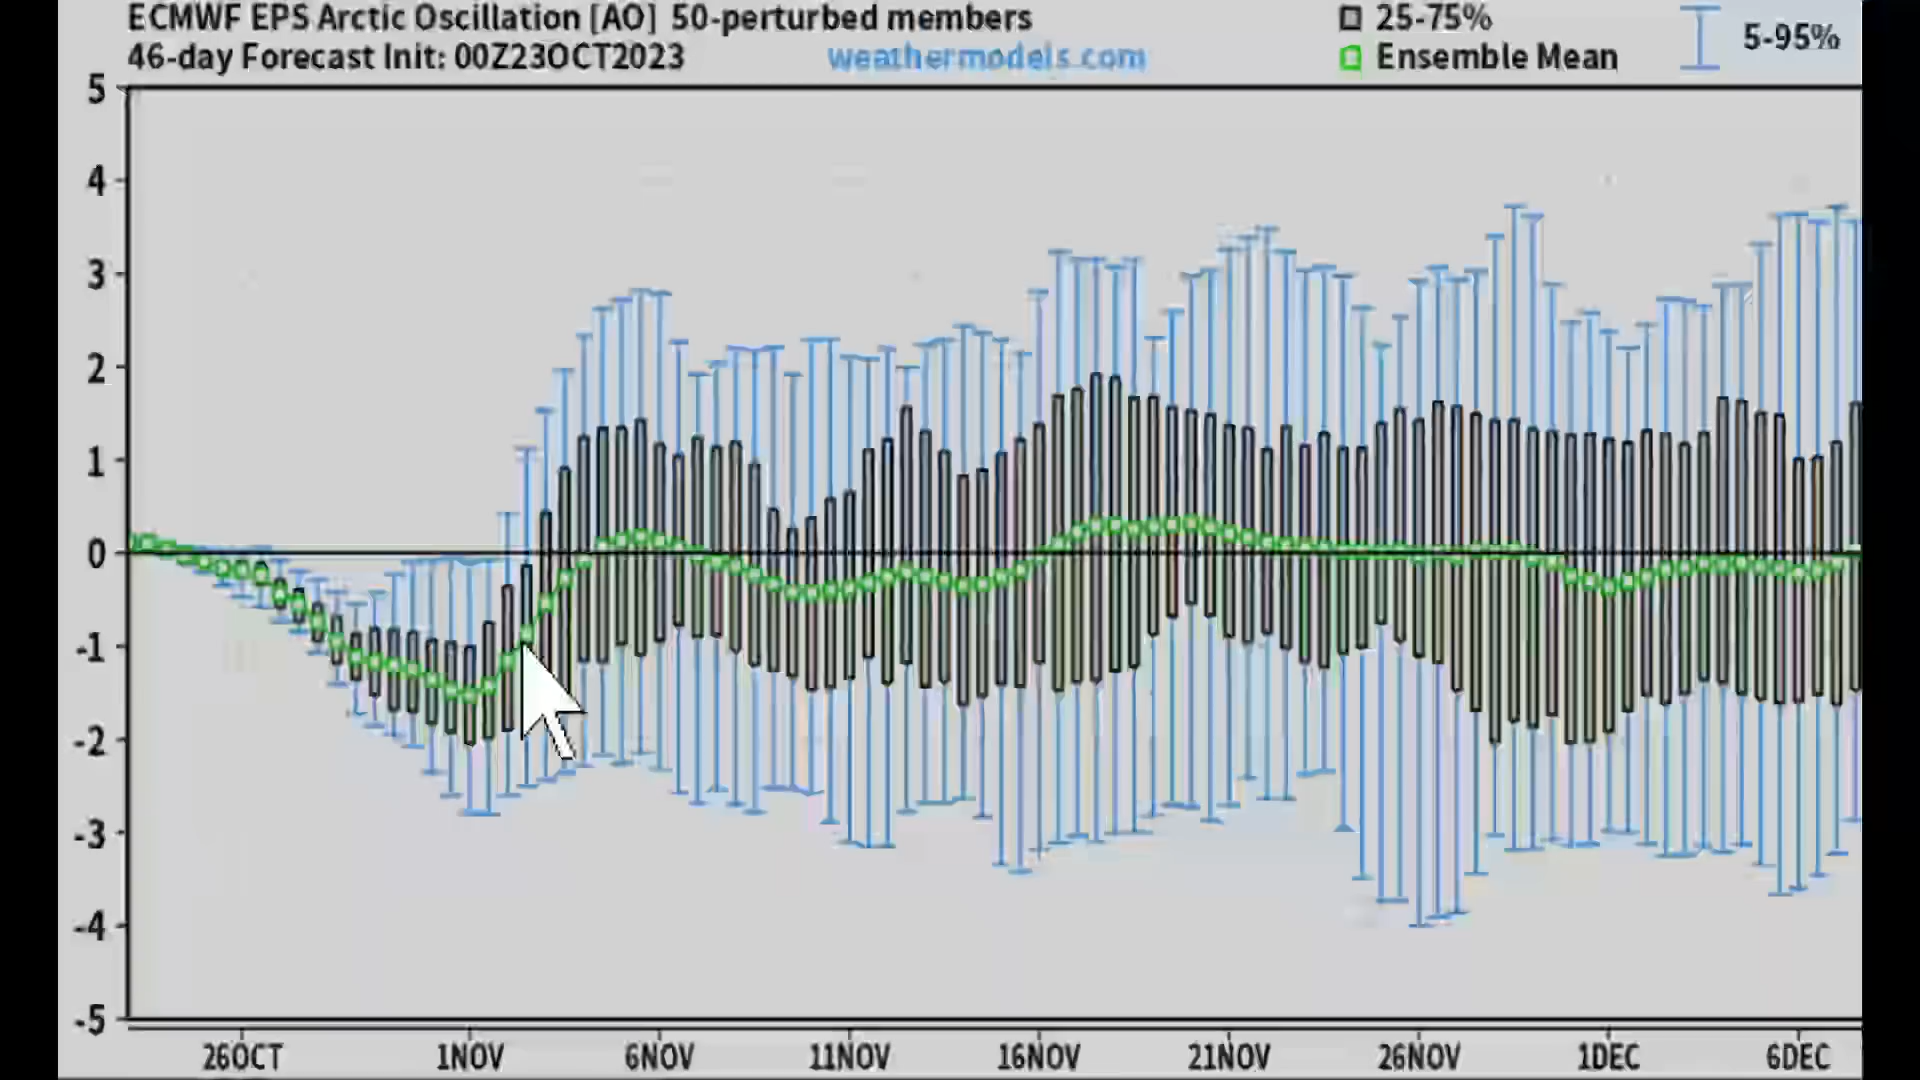 ECMWF EPS Arctic Oscillation [AO] 50-perturbed members
46-day Forecast Init: 00Z23OCT2023
weathermodels.com
25-75%
Ensemble Mean
5-95%
5
4
3
2
1
0
-1
-2
-3
-4
-5
26OCT 1NOV 6NOV 11NOV 16NOV 21NOV 26NOV 1DEC 6DEC